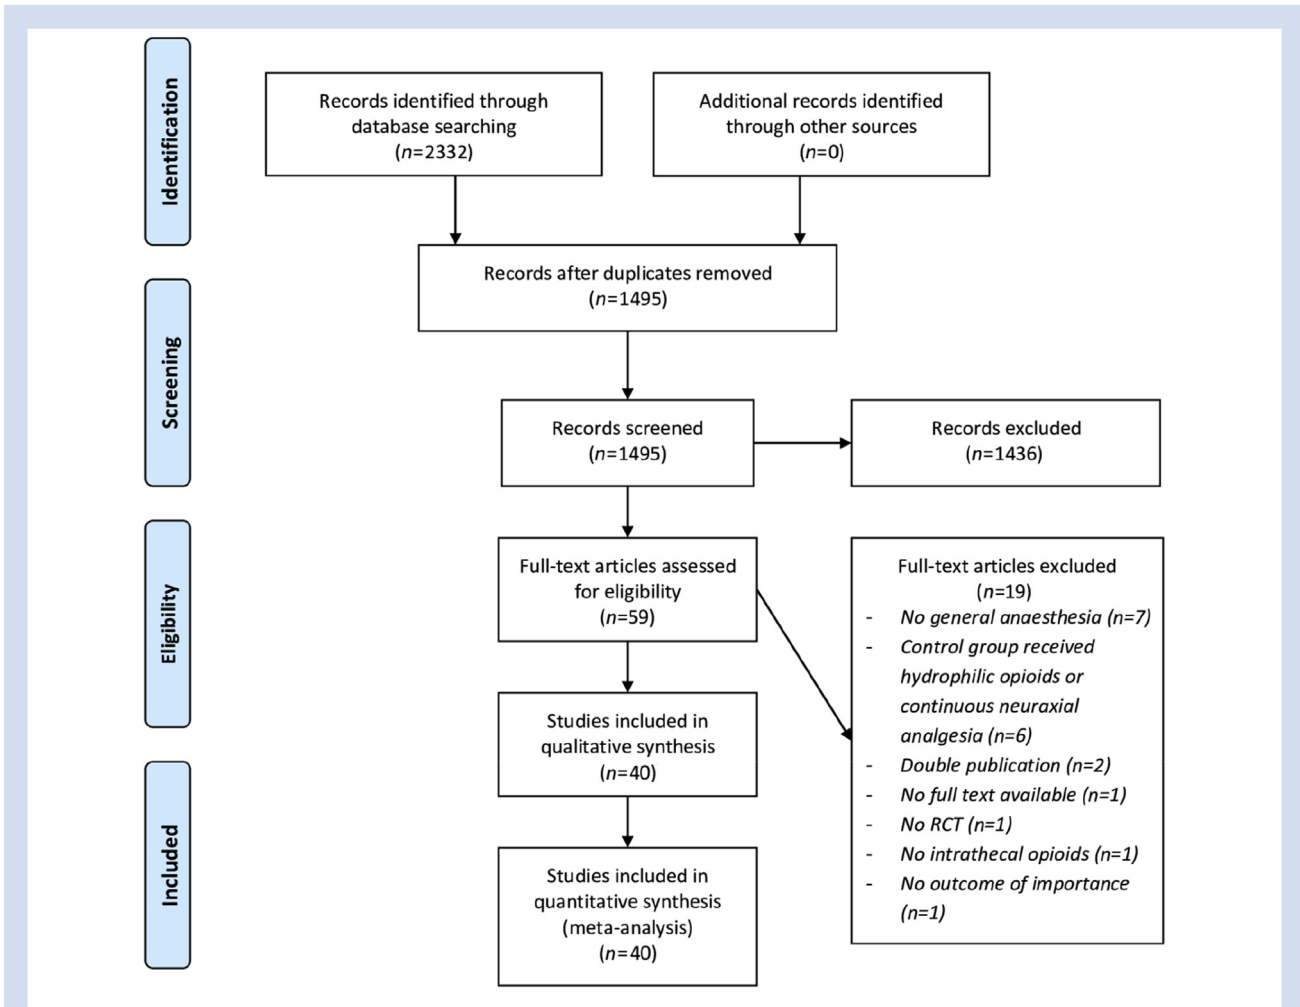 Identification
Records identified through
database searching
(n=2332)
Additional records identified
through other sources
(n=0)
Records after duplicates removed
(n=1495)
Screening
Records screened
(n=1495)
Records excluded
(n=1436)
Eligibility
Full-text articles assessed
for eligibility
(n=59)
Full-text articles excluded
(n=19)
- No general anaesthesia (n=7)
- Control group received
hydrophilic opioids or
continuous neuraxial
analgesia (n=6)
- Double publication (n=2)
- No full text available (n=1)
- No RCT (n=1)
- No intrathecal opioids (n=1)
- No outcome of importance
(n=1)
Studies included in
qualitative synthesis
(n=40)
Included
Studies included in
quantitative synthesis
(meta-analysis)
(n=40)